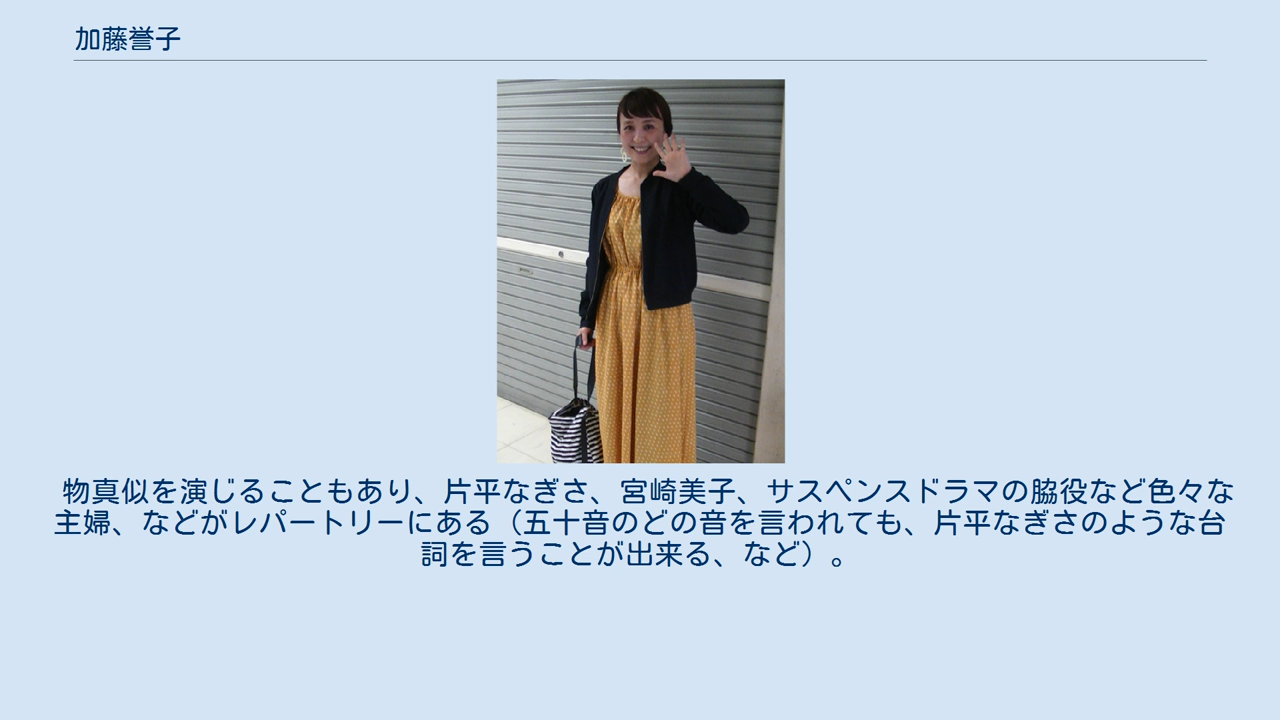 加藤誉子
物真似を演じることもあり、片平なぎさ、宮崎美子、サスペンスドラマの脇役など色々な
主婦、などがレパートリーにある（五十音のどの音を言われても、片平なぎさのような台
詞を言うことが出来る、など）。